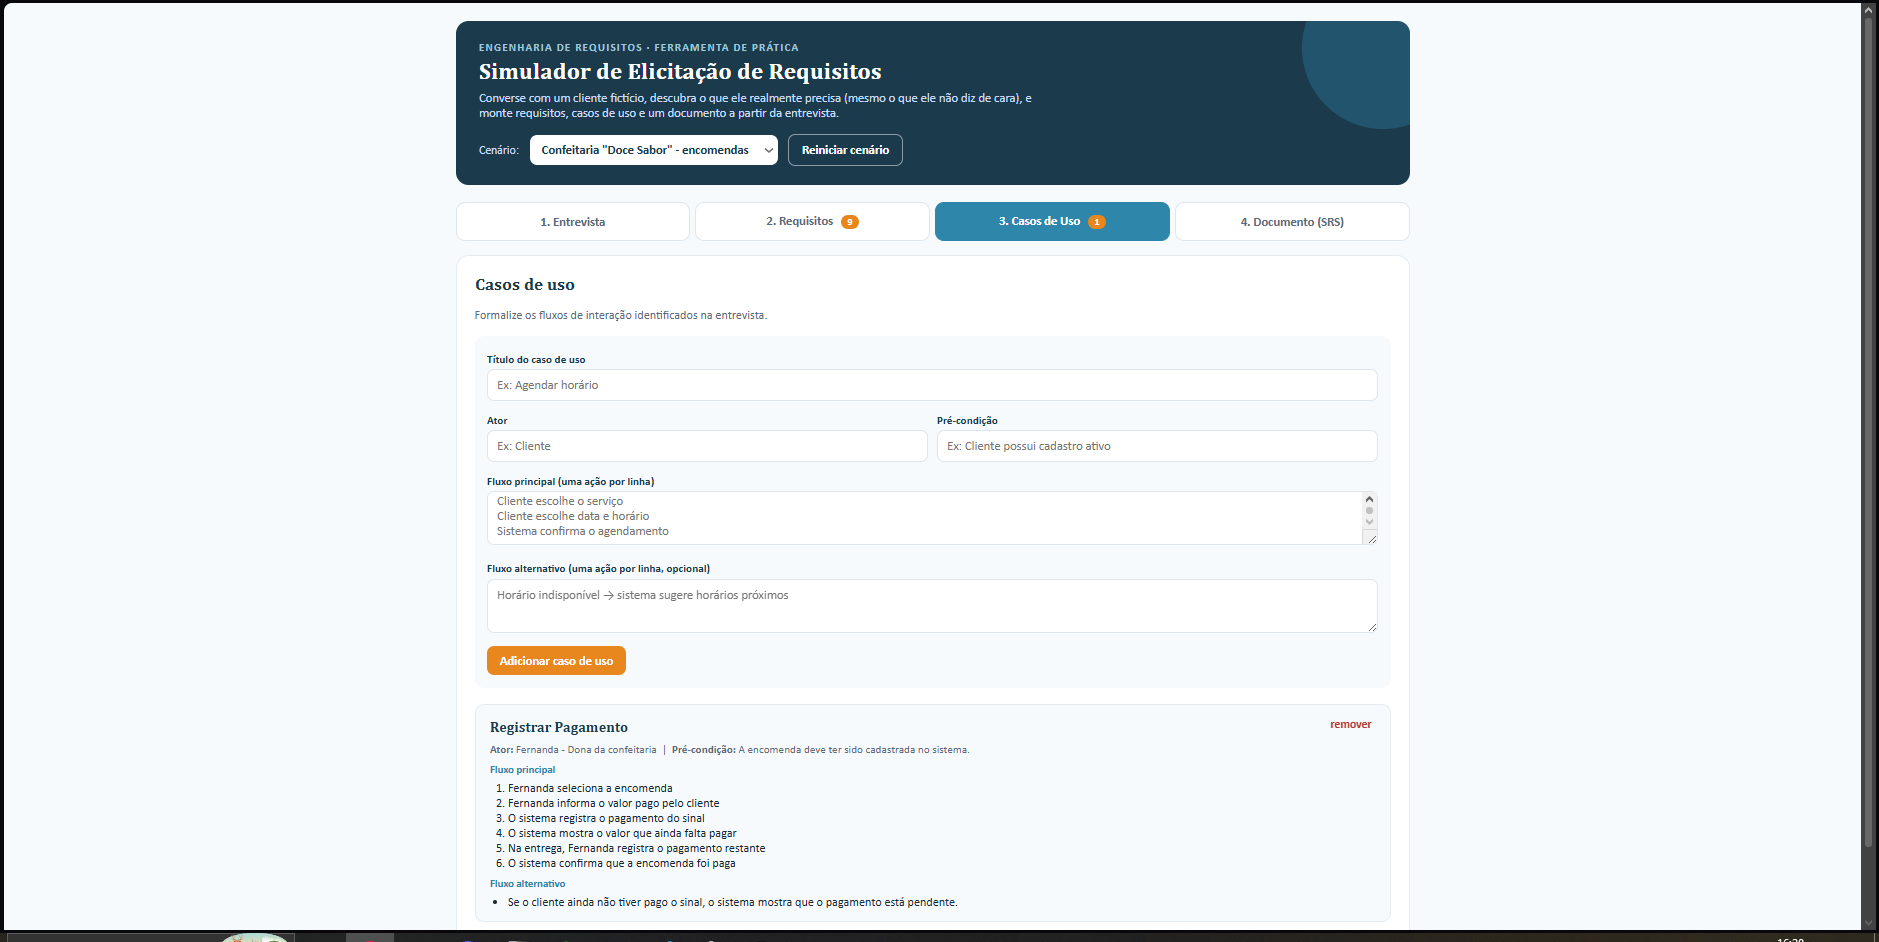 ENGENHARIA DE REQUISITOS · FERRAMENTA DE PRÁTICA
Simulador de Elicitação de Requisitos
Converse com um cliente fictício, descubra o que ele realmente precisa (mesmo o que ele não diz de cara), e
monte requisitos, casos de uso e um documento a partir da entrevista.
Cenário: Confeitaria "Doce Sabor" - encomendas Reiniciar cenário
1. Entrevista 2. Requisitos 9 3. Casos de Uso 1 4. Documento (SRS)
Casos de uso
Formalize os fluxos de interação identificados na entrevista.
Título do caso de uso
Ex: Agendar horário
Ator Pré-condição
Ex: Cliente Ex: Cliente possui cadastro ativo
Fluxo principal (uma ação por linha)
Cliente escolhe o serviço
Cliente escolhe data e horário
Sistema confirma o agendamento
Fluxo alternativo (uma ação por linha, opcional)
Horário indisponível → sistema sugere horários próximos
Adicionar caso de uso
Registrar Pagamento remover
Ator: Fernanda - Dona da confeitaria | Pré-condição: A encomenda deve ter sido cadastrada no sistema.
Fluxo principal
1. Fernanda seleciona a encomenda
2. Fernanda informa o valor pago pelo cliente
3. O sistema registra o pagamento do sinal
4. O sistema mostra o valor que ainda falta pagar
5. Na entrega, Fernanda registra o pagamento restante
6. O sistema confirma que a encomenda foi paga
Fluxo alternativo
• Se o cliente ainda não tiver pago o sinal, o sistema mostra que o pagamento está pendente.